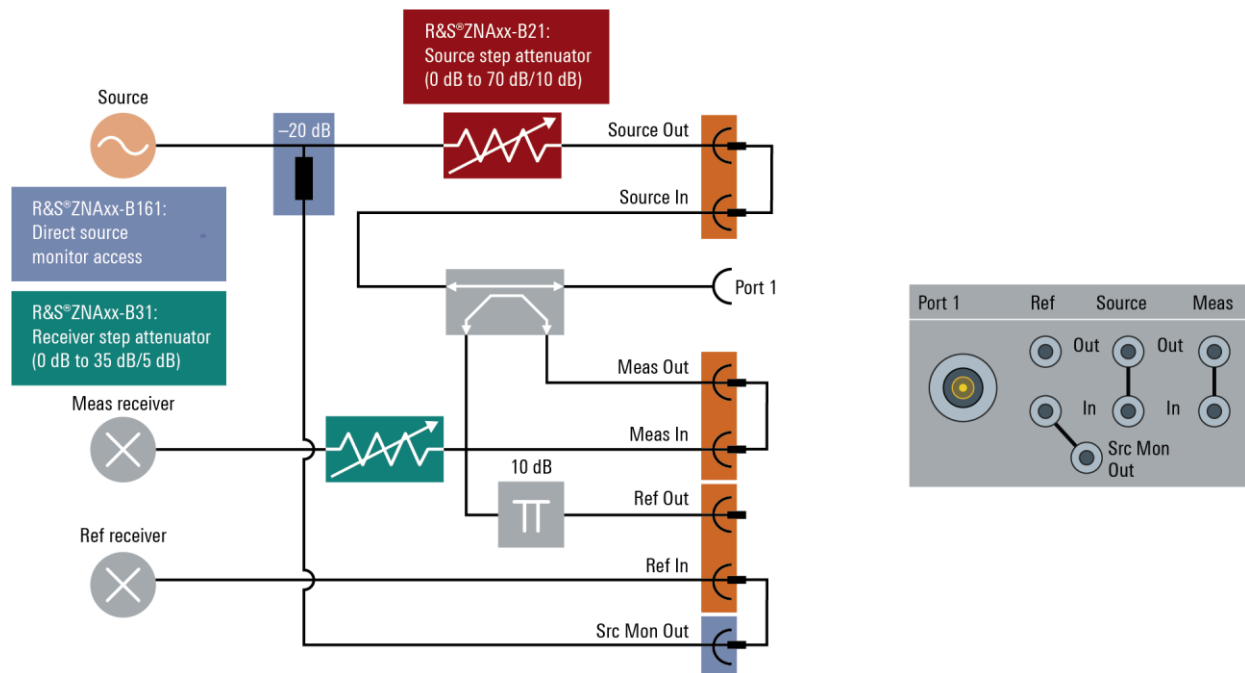 R&S®ZNAxx-B21:
Source step attenuator
(0 dB to 70 dB/10 dB)
Source
–20 dB
Source Out
R&S®ZNAxx-B161:
Direct source
monitor access
Source In
R&S®ZNAxx-B31:
Receiver step attenuator
(0 dB to 35 dB/5 dB)
Port 1
Meas receiver
Meas Out
Meas In
10 dB
Ref Out
Ref receiver
Ref In
Src Mon Out
Port 1 Ref Source Meas
Out Out
In In
Src Mon
Out